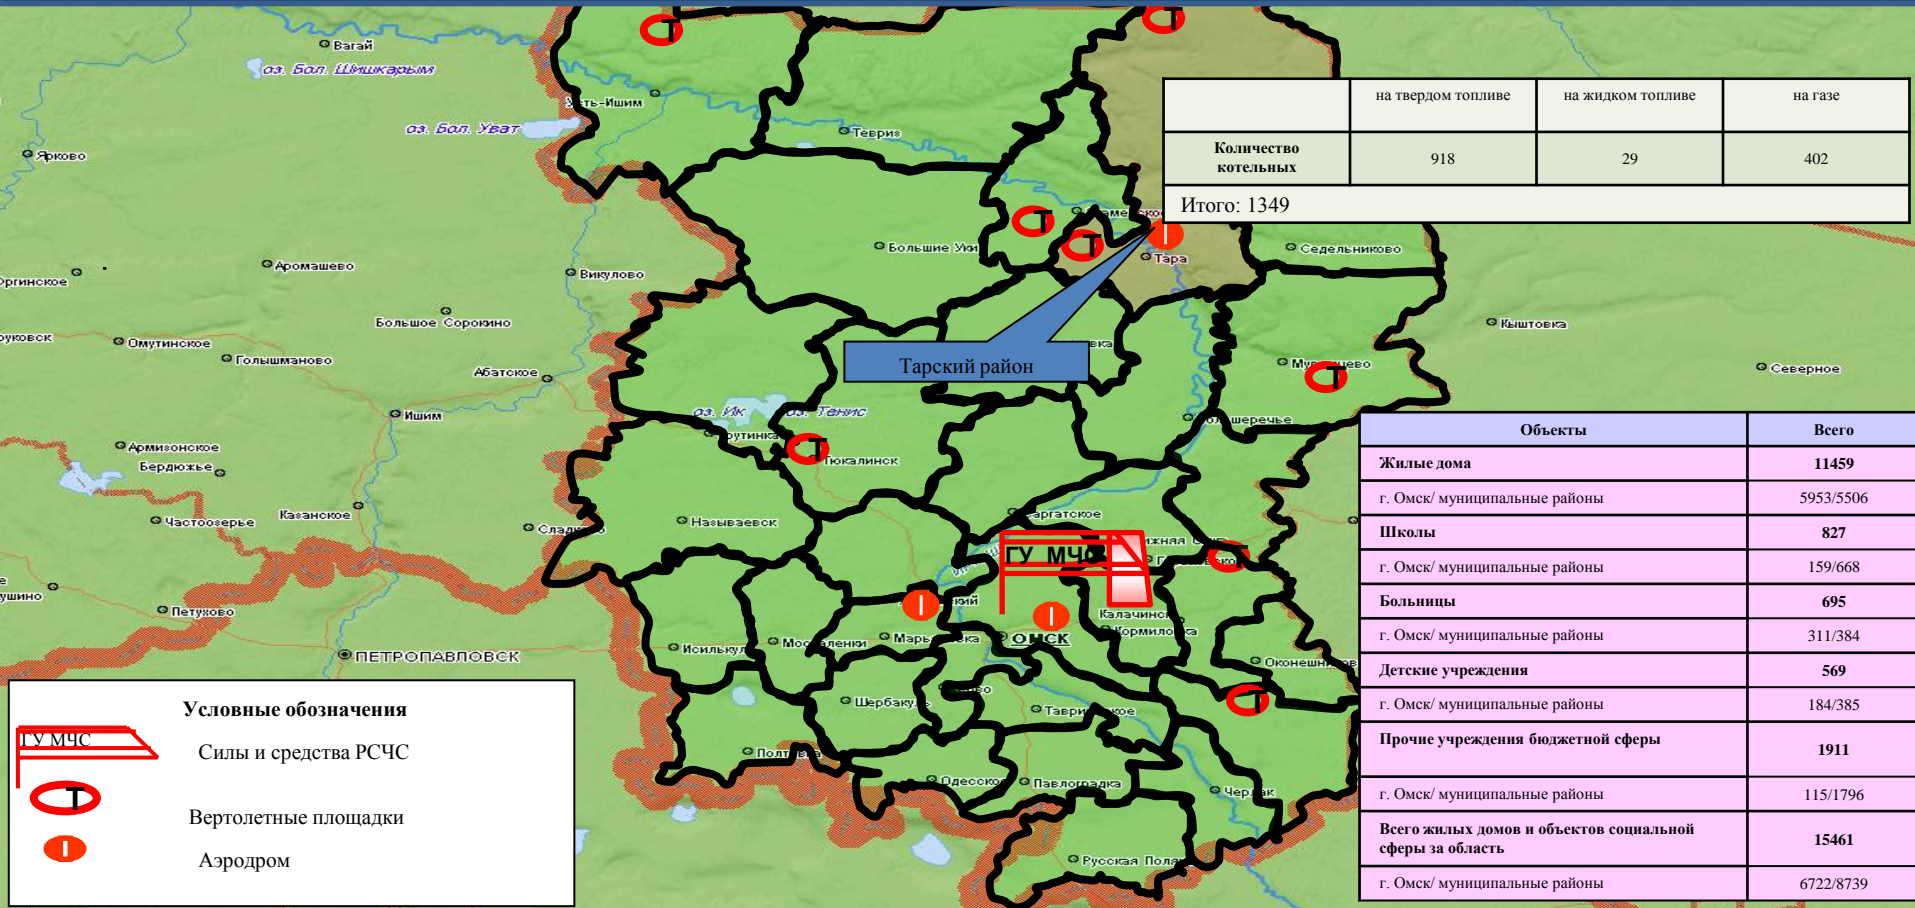 Вагай
оз. Бол. Шишкарым
Усть-Ишим
оз. Бол. Уват
Тевриз
Ярково
на твердом топливе
на жидком топливе
на газе
Количество
котельных
918
29
402
Итого: 1349
Большие Уки
Седельниково
Тара
Аромашево
Викулово
Большое Сорокино
Омутинское
Голышманово
Абатское
Кыштовка
Северное
Тарский район
оз. Ик
оз. Тенис
Ишим
Тюкалинск
Армизонское
Бердюжье
Казанское
Частоозерье
Называевск
ГУ МЧС
Петухово
ПЕТРОПАВЛОВСК
Калачинск
Кормиловка
ОМСК
Исилькуль
Москаленки
Марьяновка
Оконешниково
Шербакуль
Таврическое
Полтавка
Одесское
Павлоградка
Черлак
Русская Поляна
Объекты
Всего
Жилые дома
11459
г. Омск/ муниципальные районы
5953/5506
Школы
827
г. Омск/ муниципальные районы
159/668
Больницы
695
г. Омск/ муниципальные районы
311/384
Детские учреждения
569
г. Омск/ муниципальные районы
184/385
Прочие учреждения бюджетной сферы
1911
г. Омск/ муниципальные районы
115/1796
Всего жилых домов и объектов социальной
сферы за область
15461
г. Омск/ муниципальные районы
6722/8739
Условные обозначения
ГУ МЧС
Силы и средства РСЧС
Т
Вертолетные площадки
Аэродром